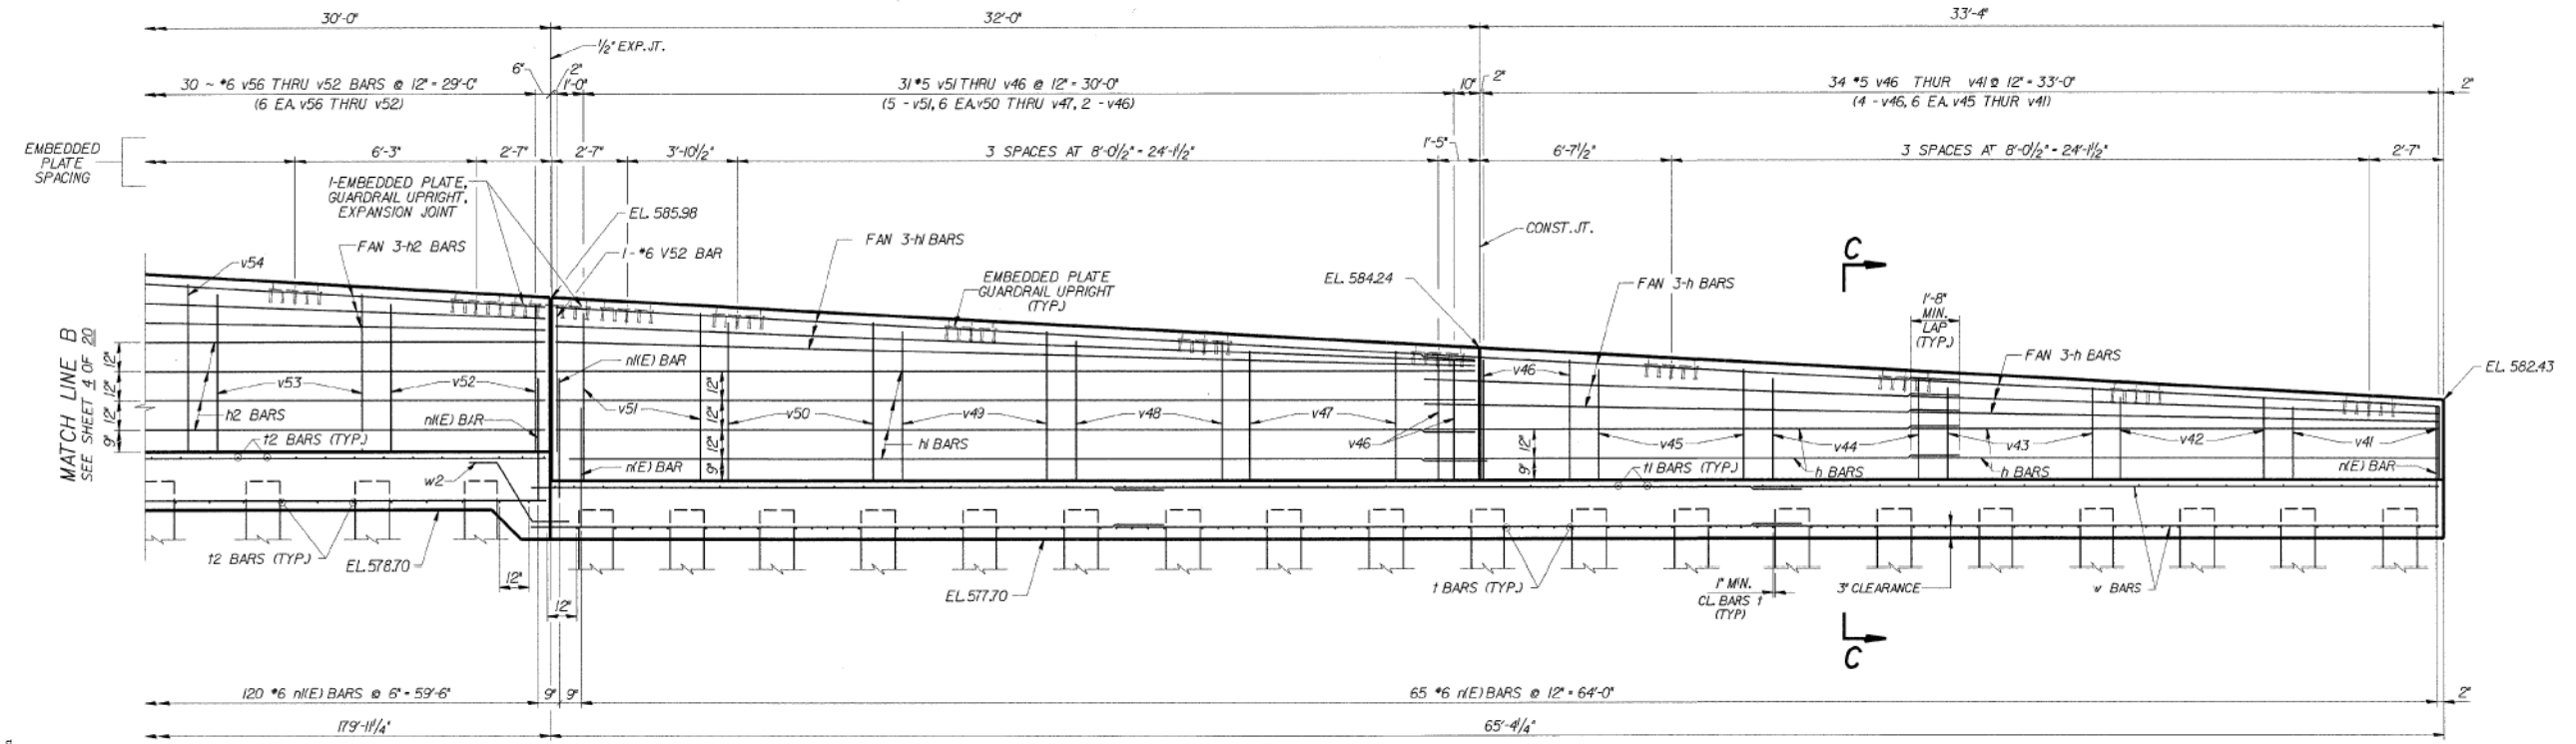 30'-0"
32'-0"
33'-4"
1/2" EXP. JT.
6"
2"
30 ~ #6 v56 THRU v52 BARS @ 12" = 29'-0"
(6 EA. v56 THRU v52)
1'-0"
31 #5 v51 THRU v46 @ 12" = 30'-0"
(5 - v51, 6 EA. v50 THRU v47, 2 - v46)
10"
2"
34 #5 v46 THUR v41 @ 12" = 33'-0"
(4 - v46, 6 EA. v45 THUR v41)
2"
EMBEDDED
PLATE
SPACING
6'-3"
2'-7"
2'-7"
3'-10 1/2"
3 SPACES AT 8'-0 1/2" = 24'-1 1/2"
1'-5"
6'-7 1/2"
3 SPACES AT 8'-0 1/2" = 24'-1 1/2"
2'-7"
1-EMBEDDED PLATE,
GUARDRAIL UPRIGHT,
EXPANSION JOINT
EL. 585.98
FAN 3-h2 BARS
1 - #6 V52 BAR
FAN 3-h1 BARS
CONST. JT.
C
v54
EMBEDDED PLATE
GUARDRAIL UPRIGHT
(TYP.)
EL. 584.24
FAN 3-h BARS
1'-8"
MIN.
LAP
(TYP.)
FAN 3-h BARS
EL. 582.43
MATCH LINE B
SEE SHEET 4 OF 20
12"
12"
12"
9"
v53
v52
h2 BARS
n1(E) BAR
12 BARS (TYP.)
n1(E) BAR
v51
12"
12"
12"
9"
v50
v49
v48
v47
h1 BARS
n(E) BAR
v46
v46
12"
9"
v45
v44
v43
v42
v41
h BARS
h BARS
n(E) BAR
t1 BARS (TYP.)
w2
t2 BARS (TYP.)
EL. 578.70
12"
12"
EL. 577.70
t BARS (TYP.)
1" MIN.
CL. BARS t
(TYP)
3" CLEARANCE
w BARS
C
120 #6 n1(E) BARS @ 6" = 59'-6"
9"
9"
65 #6 n(E) BARS @ 12" = 64'-0"
2"
179'-11 1/4"
65'-4 1/4"